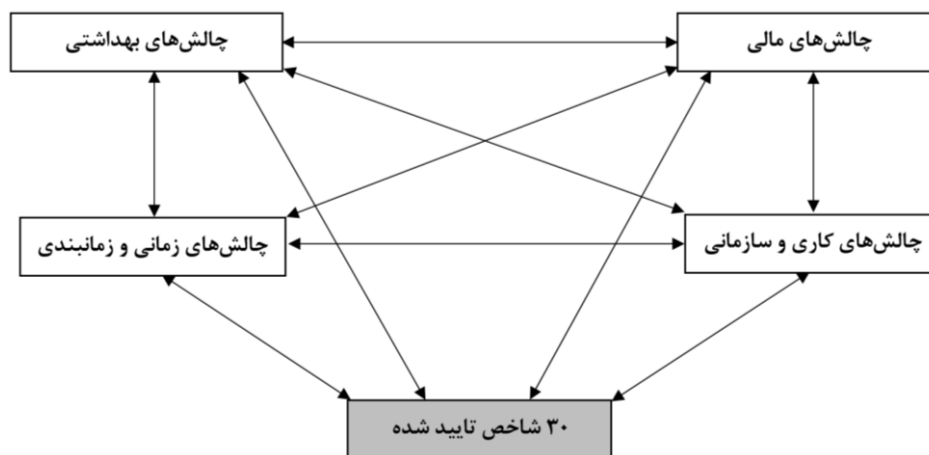 چالش‌های مالی
چالش‌های بهداشتی
چالش‌های کاری و سازمانی
چالش‌های زمانی و زمانبندی
۳۰ شاخص تایید شده